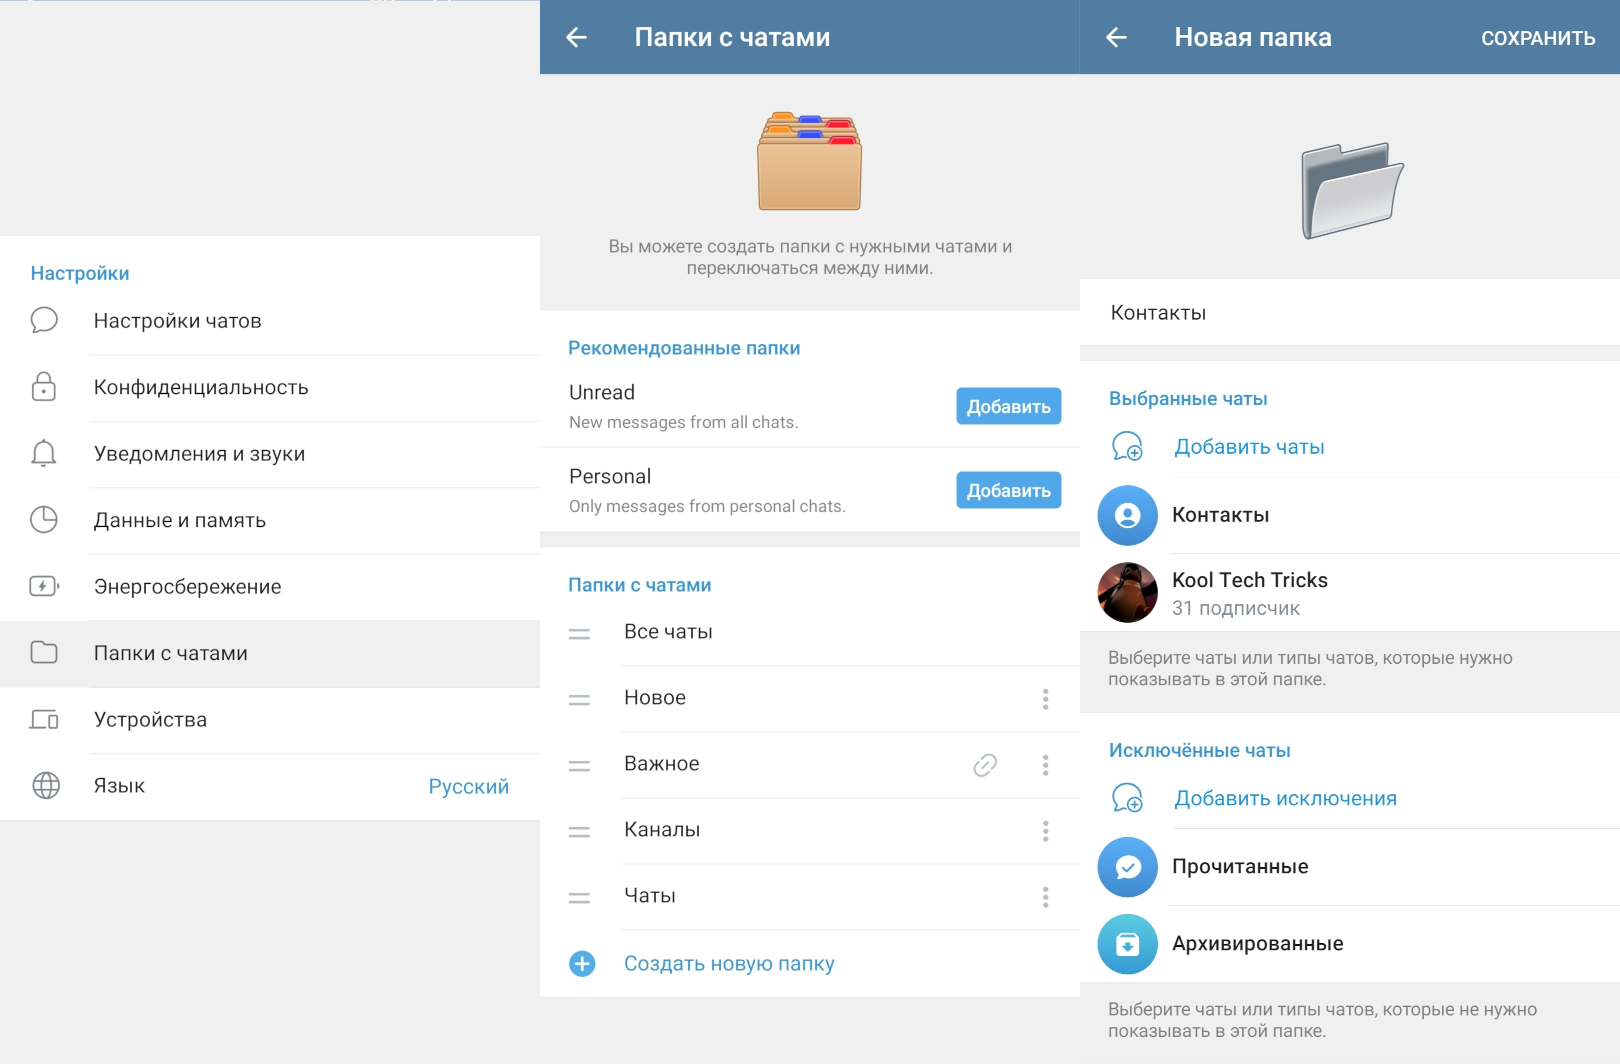 Настройки
Настройки чатов
Конфиденциальность
Уведомления и звуки
Данные и память
Энергосбережение
Папки с чатами
Устройства
Язык Русский
Папки с чатами
Вы можете создать папки с нужными чатами и
переключаться между ними.
Рекомендованные папки
Unread
New messages from all chats.
Добавить
Personal
Only messages from personal chats.
Добавить
Папки с чатами
Все чаты
Новое
Важное
Каналы
Чаты
Создать новую папку
Новая папка СОХРАНИТЬ
Контакты
Выбранные чаты
Добавить чаты
Контакты
Kool Tech Tricks
31 подписчик
Выберите чаты или типы чатов, которые нужно
показывать в этой папке.
Исключённые чаты
Добавить исключения
Прочитанные
Архивированные
Выберите чаты или типы чатов, которые не нужно
показывать в этой папке.